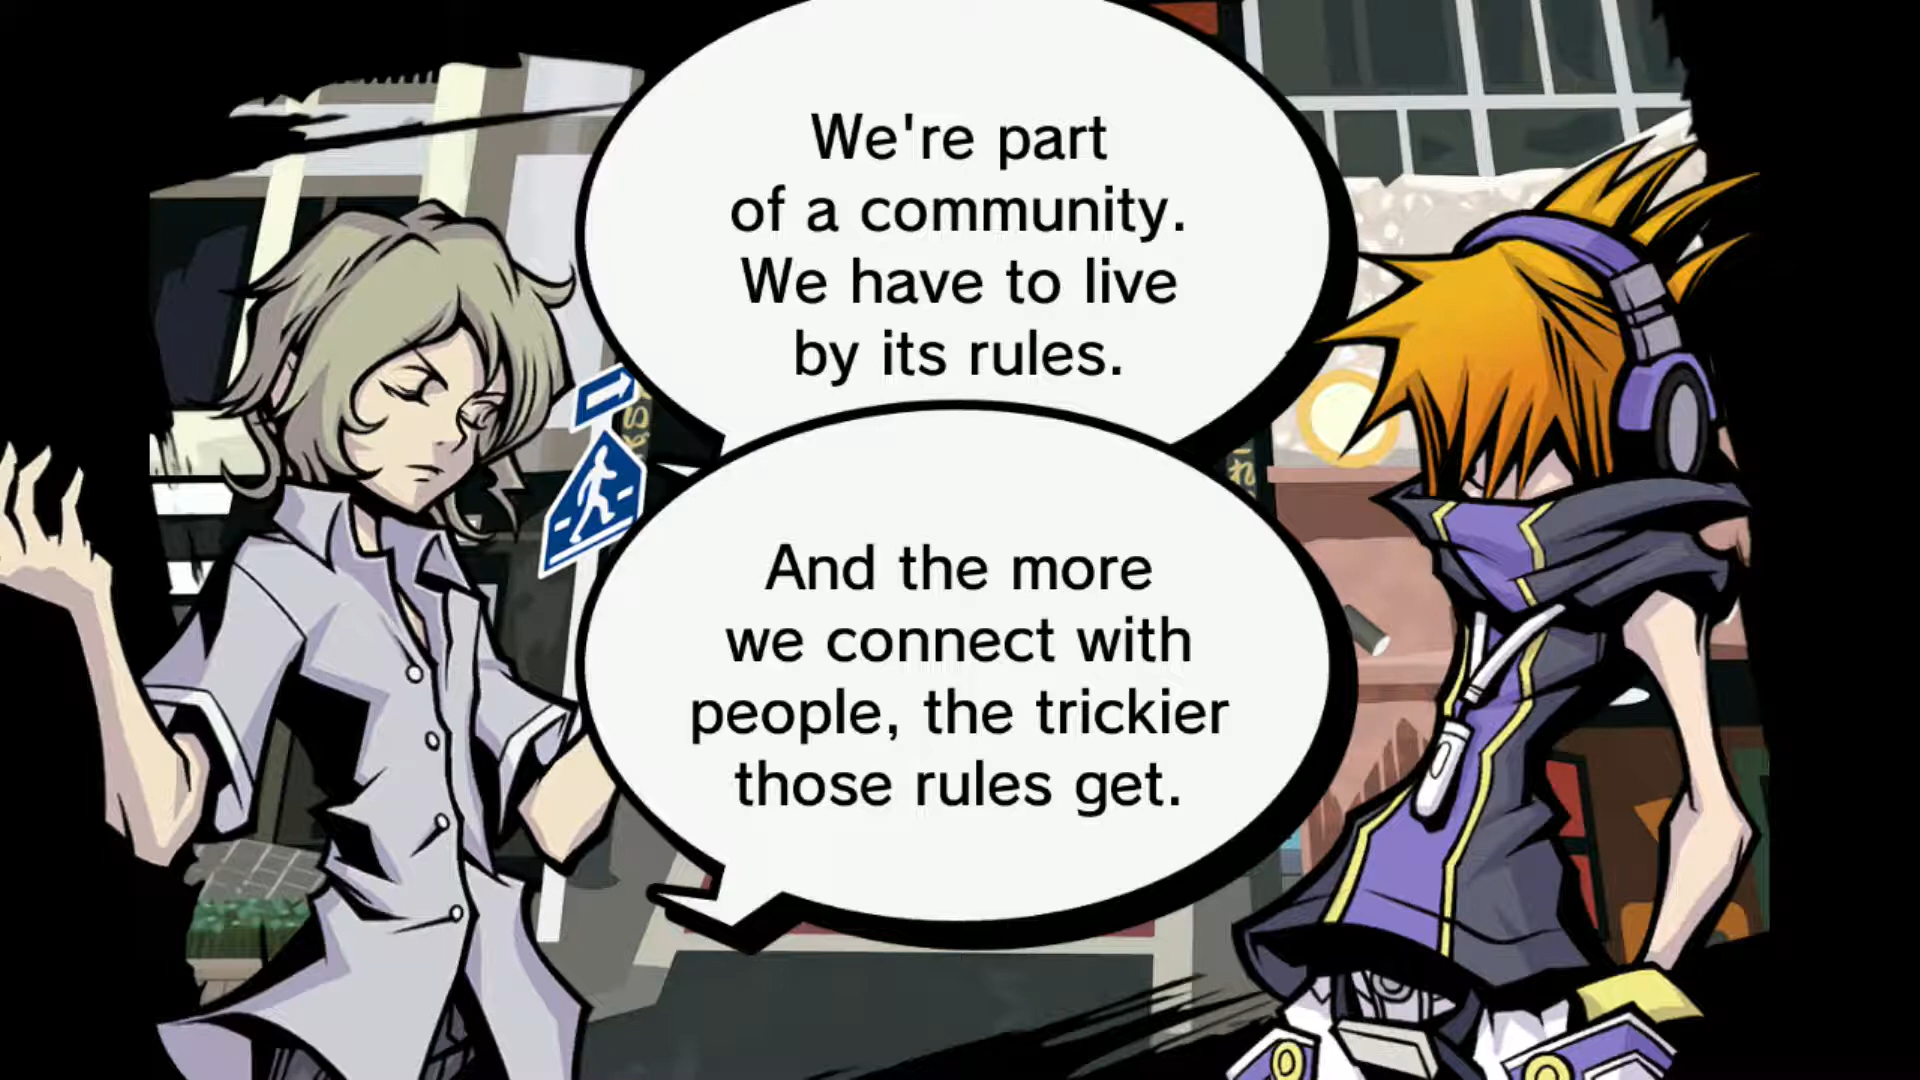 We're part
of a community.
We have to live
by its rules.
And the more
we connect with
people, the trickier
those rules get.